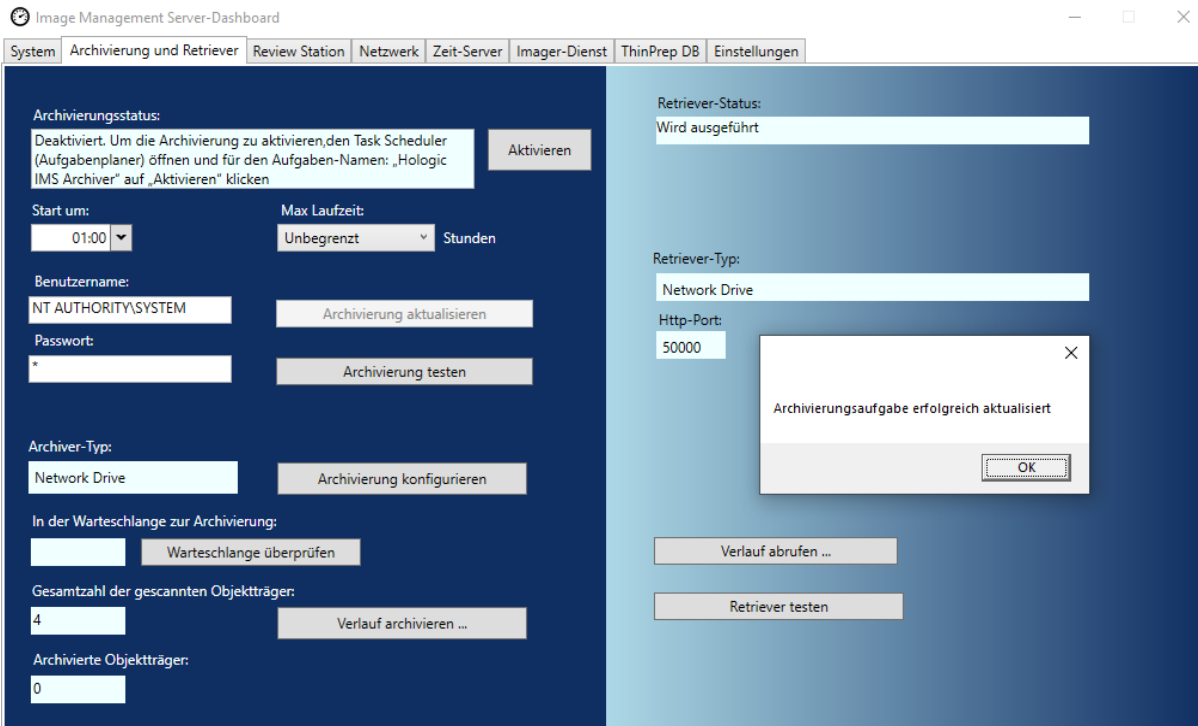 Image Management Server-Dashboard
System Archivierung und Retriever Review Station Netzwerk Zeit-Server Imager-Dienst ThinPrep DB Einstellungen
Archivierungsstatus:
Deaktiviert. Um die Archivierung zu aktivieren,den Task Scheduler
(Aufgabenplaner) öffnen und für den Aufgaben-Namen: „Hologic
IMS Archiver“ auf „Aktivieren“ klicken
Aktivieren
Start um:
01:00
Max Laufzeit:
Unbegrenzt
Stunden
Benutzername:
NT AUTHORITY\SYSTEM
Archivierung aktualisieren
Passwort:
*
Archivierung testen
Archiver-Typ:
Network Drive
Archivierung konfigurieren
In der Warteschlange zur Archivierung:
Warteschlange überprüfen
Gesamtzahl der gescannten Objektträger:
4
Verlauf archivieren ...
Archivierte Objektträger:
0
Retriever-Status:
Wird ausgeführt
Retriever-Typ:
Network Drive
Http-Port:
50000
Archivierungsaufgabe erfolgreich aktualisiert
OK
Verlauf abrufen ...
Retriever testen